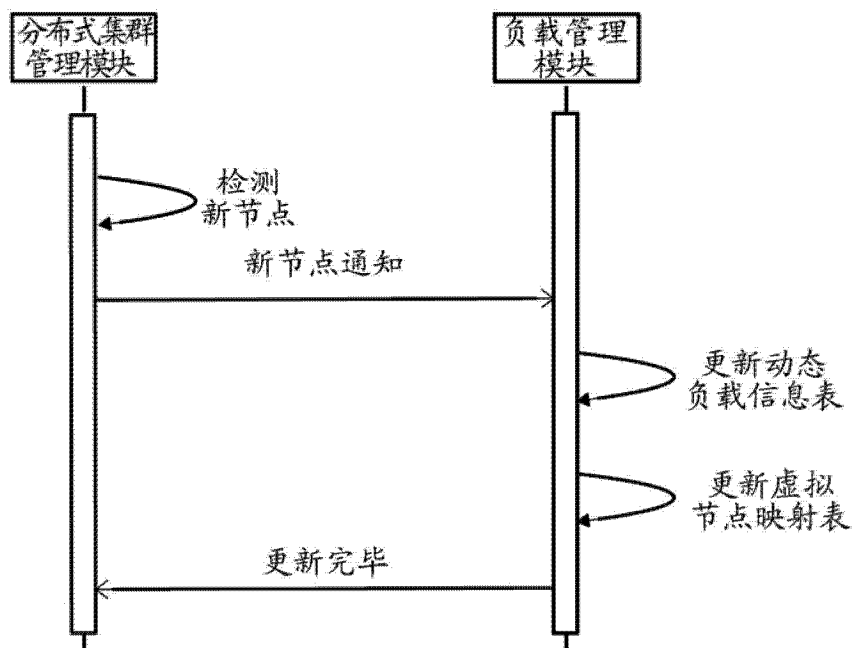 分布式集群
管理模块
负载管理
模块
检测
新节点
新节点通知
更新动态
负载信息表
更新虚拟
节点映射表
更新完毕